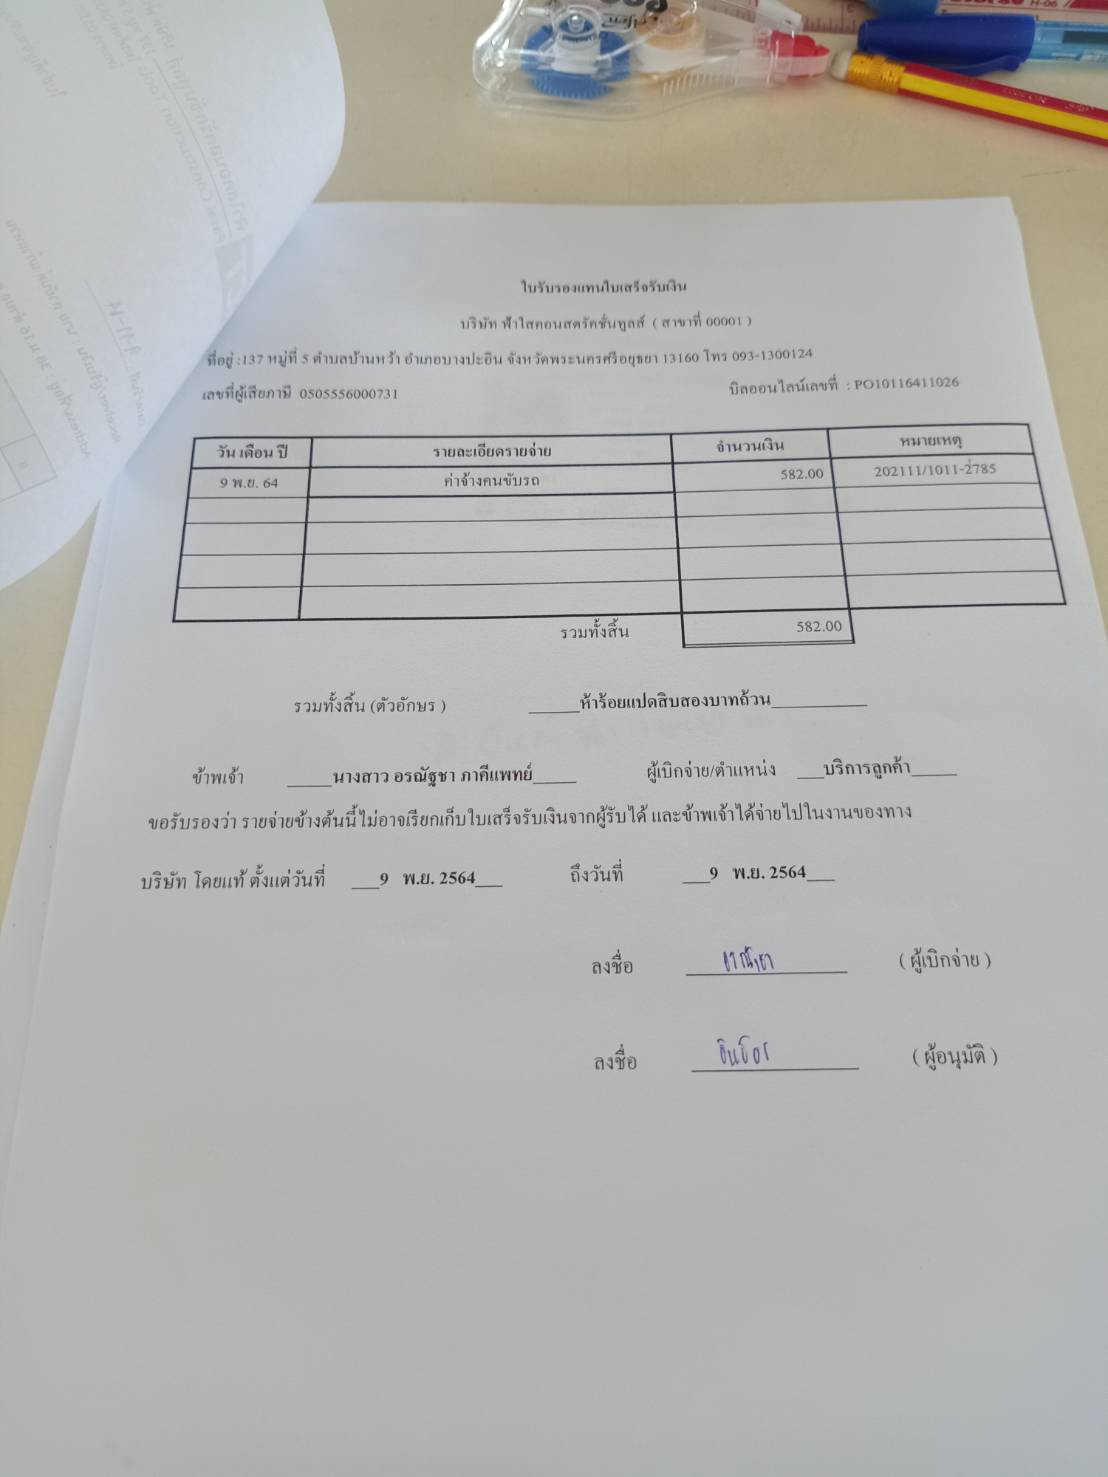 ใบรับรองแทนใบเสร็จรับเงิน
บริษัท ฟ้าใสคอนสตรัคชั่นทูลส์ ( สาขาที่ 00001 )
ที่อยู่ :137 หมู่ที่ 5 ตำบลบ้านหว้า อำเภอบางปะอิน จังหวัดพระนครศรีอยุธยา 13160 โทร 093-1300124
เลขที่ผู้เสียภาษี 0505556000731 บิลออนไลน์เลขที่ : PO10116411026
วัน เดือน ปี รายละเอียดรายจ่าย จำนวนเงิน หมายเหตุ
9 พ.ย. 64 ค่าจ้างคนขับรถ 582.00 202111/1011-2785
รวมทั้งสิ้น 582.00
รวมทั้งสิ้น (ตัวอักษร ) ห้าร้อยแปดสิบสองบาทถ้วน
ข้าพเจ้า นางสาว อรณัฐชา ภาคีแพทย์ ผู้เบิกจ่าย/ตำแหน่ง บริการลูกค้า
ขอรับรองว่า รายจ่ายข้างต้นนี้ไม่อาจเรียกเก็บใบเสร็จรับเงินจากผู้รับได้ และข้าพเจ้าได้จ่ายไปในงานของทาง
บริษัท โดยแท้ ตั้งแต่วันที่ 9 พ.ย. 2564 ถึงวันที่ 9 พ.ย. 2564
ลงชื่อ ( ผู้เบิกจ่าย )
ลงชื่อ ( ผู้อนุมัติ )